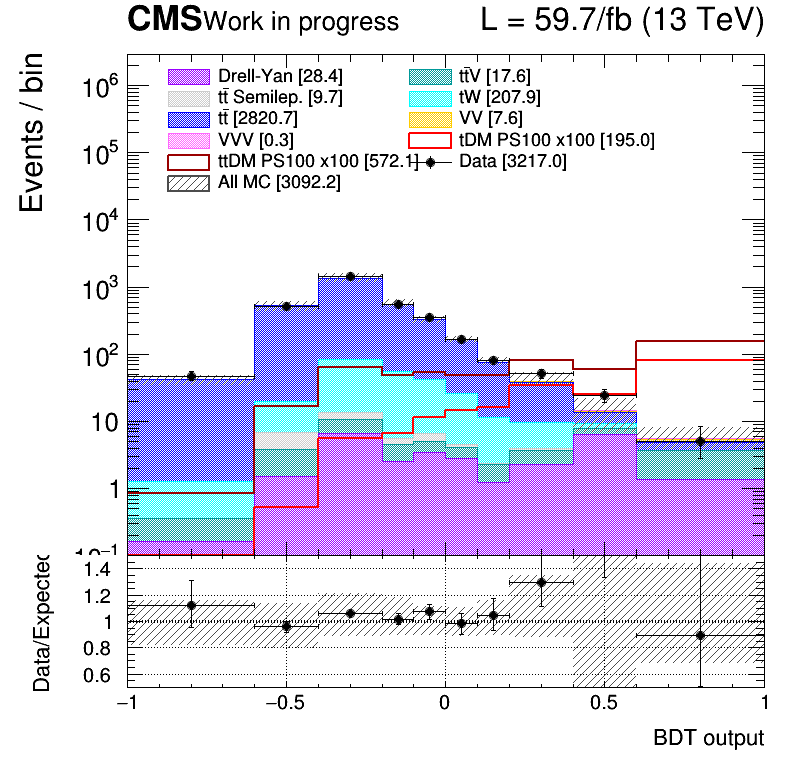 CMS Work in progress L = 59.7/fb (13 TeV)
Events / bin
10⁶
10⁵
10⁴
10³
10²
10
1
10⁻¹
Drell-Yan [28.4] tt̄V [17.6]
tt̄ Semilep. [9.7] tW [207.9]
tt̄ [2820.7] VV [7.6]
VVV [0.3] tDM PS100 x100 [195.0]
ttDM PS100 x100 [572.1] Data [3217.0]
All MC [3092.2]
Data/Expected
1.4
1.2
1
0.8
0.6
−1 −0.5 0 0.5 1
BDT output